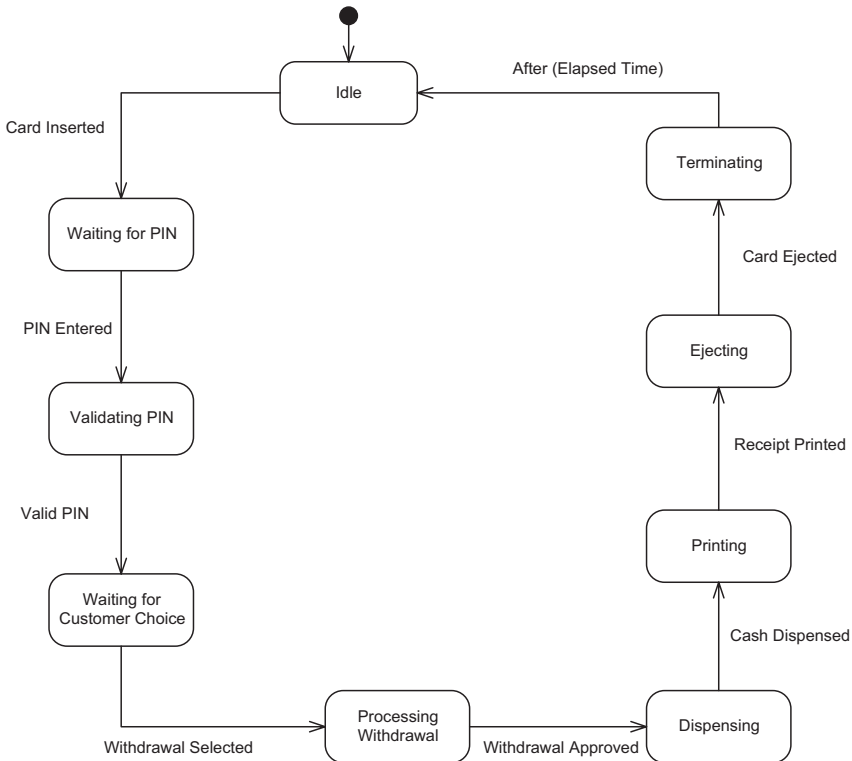 After (Elapsed Time)
Idle
Card Inserted
Terminating
Waiting for PIN
Card Ejected
PIN Entered
Ejecting
Validating PIN
Receipt Printed
Valid PIN
Printing
Waiting for
Customer Choice
Cash Dispensed
Processing
Withdrawal
Dispensing
Withdrawal Selected
Withdrawal Approved